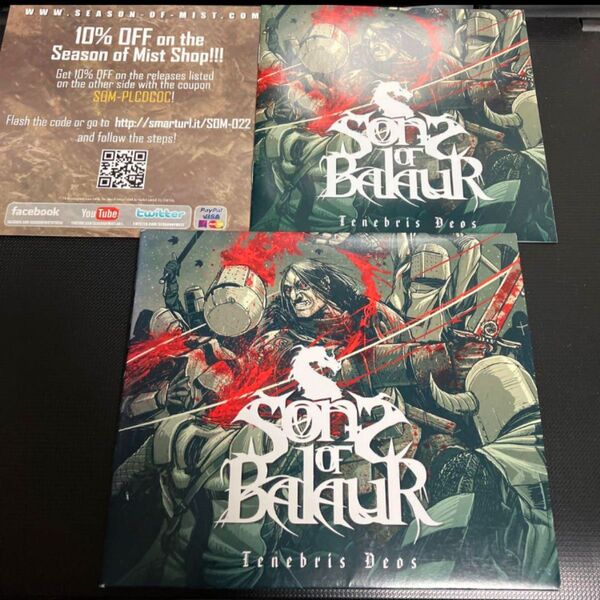 WWW.SEASON-OF-MIST.COM
10% OFF on the
Season of Mist Shop!!!
Get 10% OFF on the releases listed
on the other side with the coupon
SOM-PLCDCDC!
Flash the code or go to http://smarturl.it/SOM-022
and follow the steps!
facebook
YouTube
twitter
PayPal
VISA
SONS
OF
BALAUR
Tenebris Deos
SONS
OF
BALAUR
Tenebris Deos